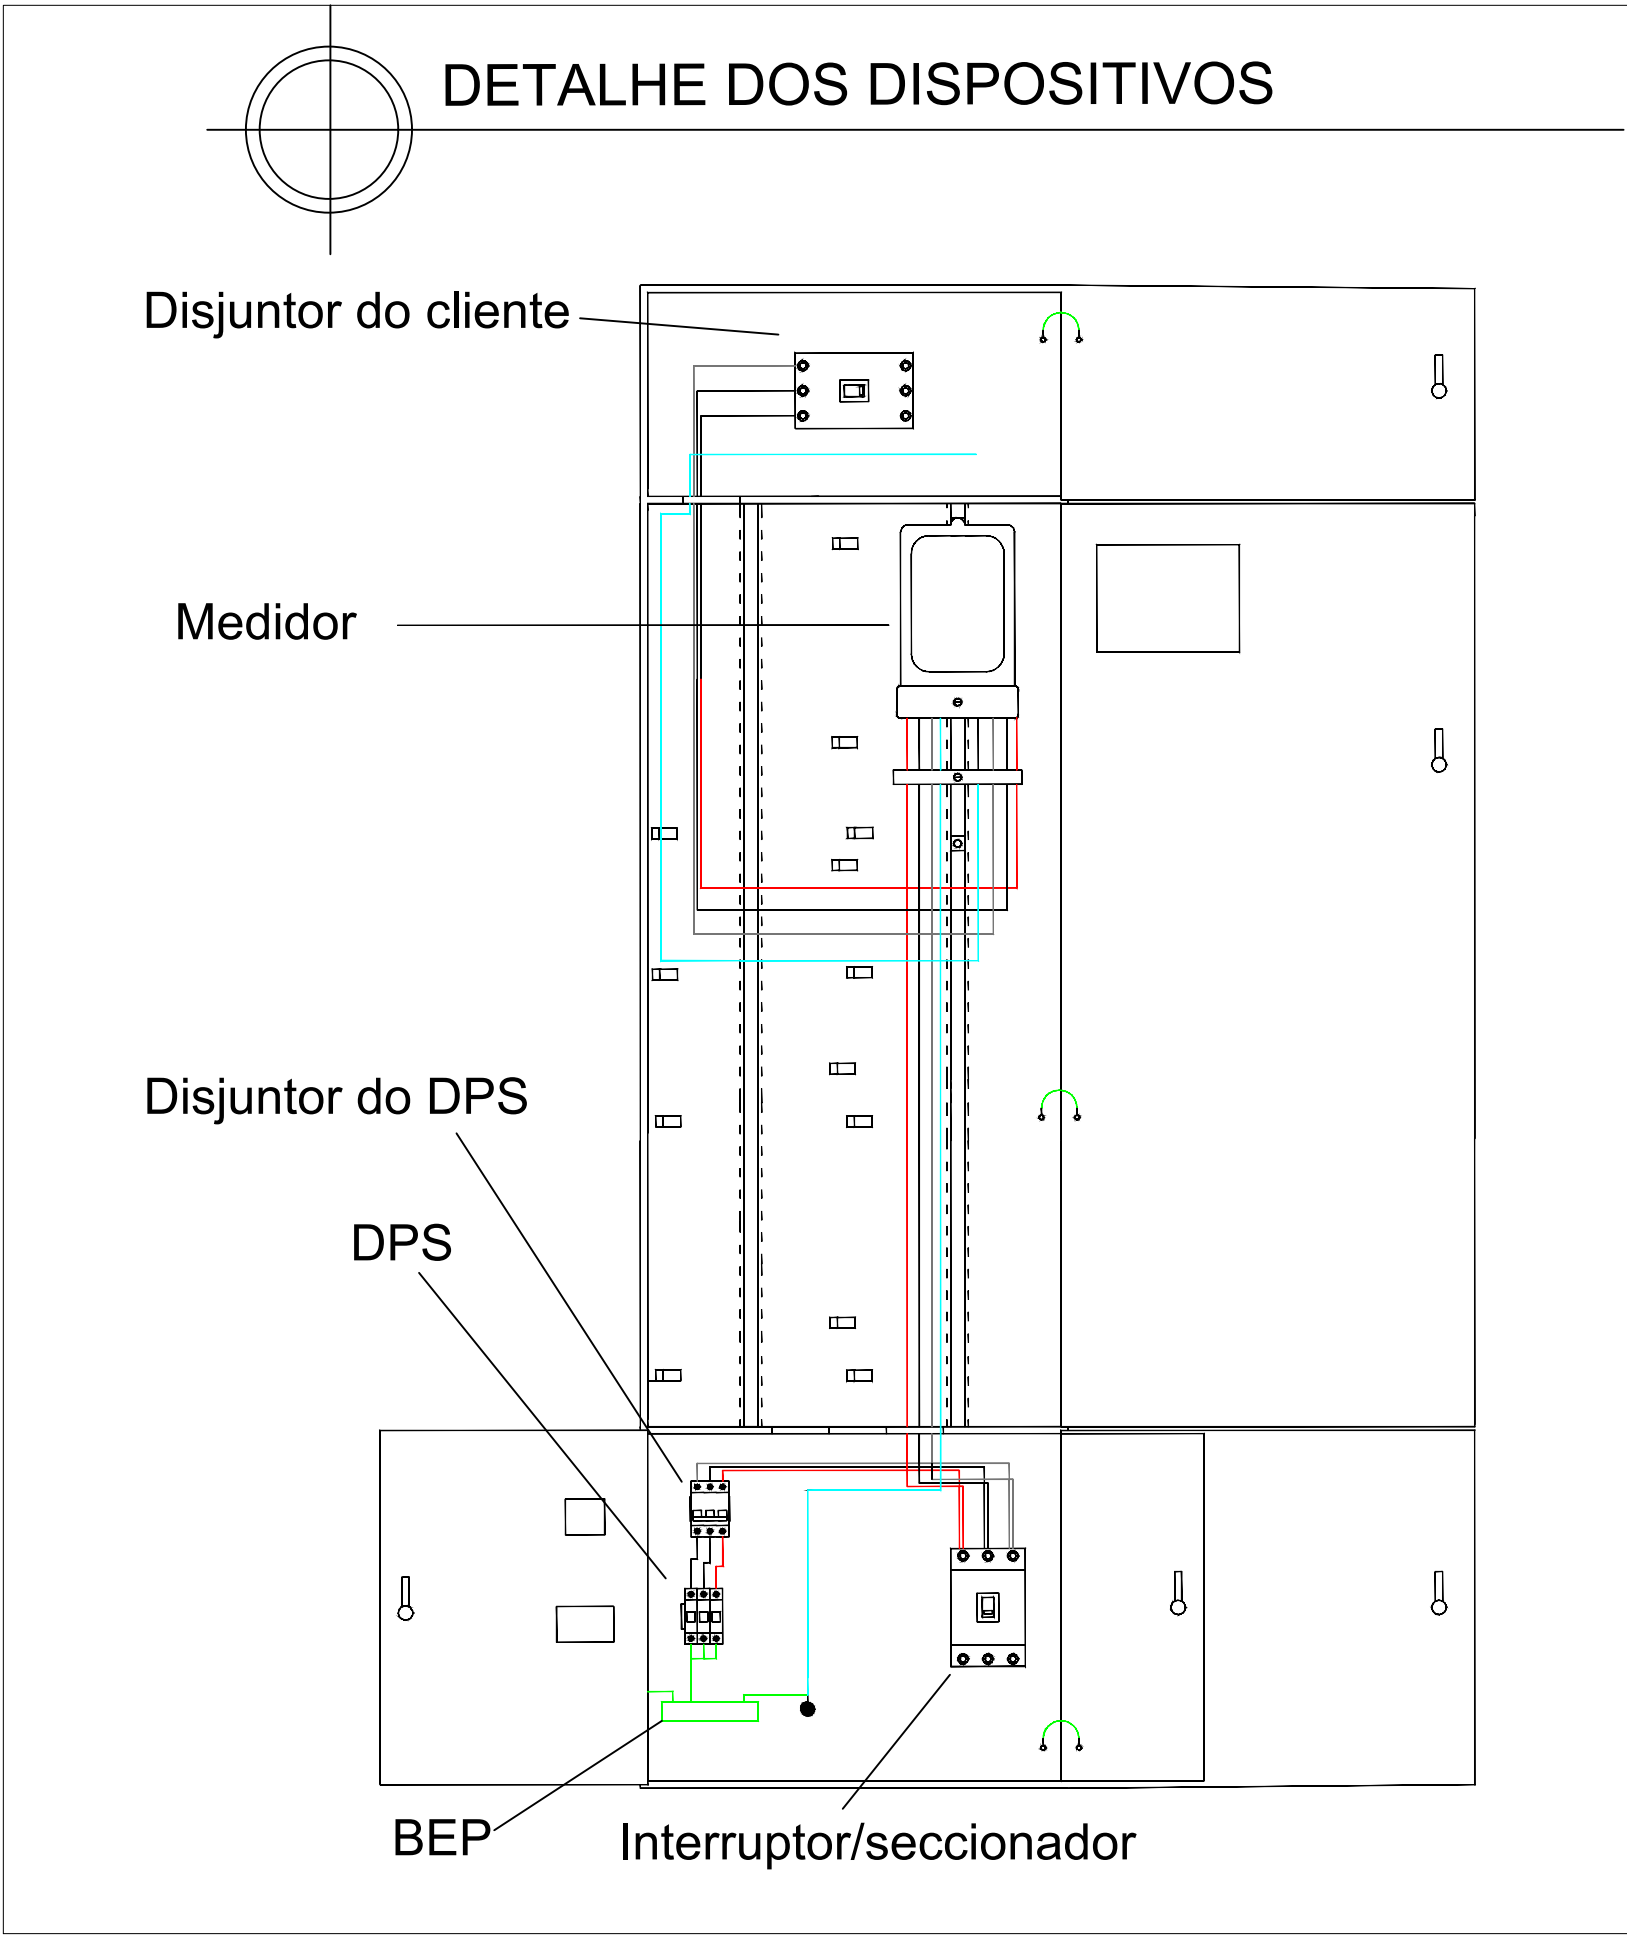 DETALHE DOS DISPOSITIVOS
Disjuntor do cliente
Medidor
Disjuntor do DPS
DPS
BEP
Interruptor/seccionador